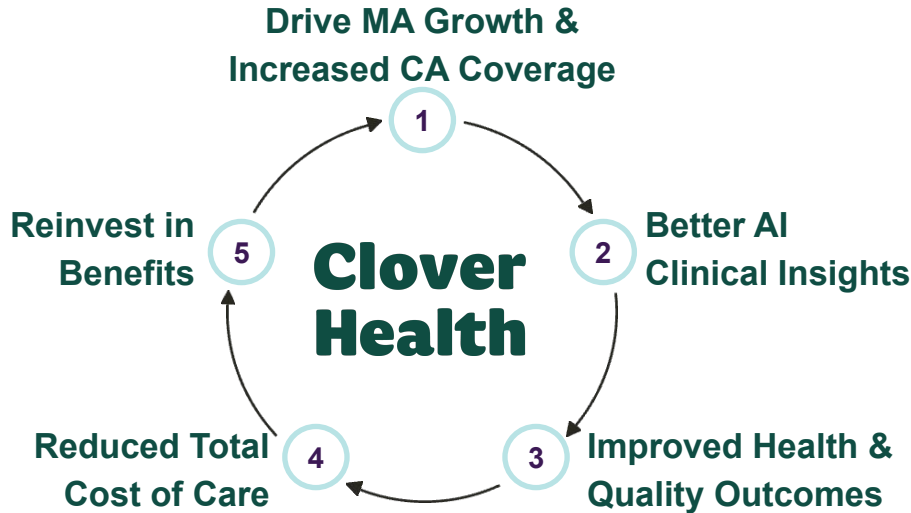 Drive MA Growth &
Increased CA Coverage
1
2
Better AI
Clinical Insights
3
Improved Health &
Quality Outcomes
4
Reduced Total
Cost of Care
5
Reinvest in
Benefits
Clover
Health